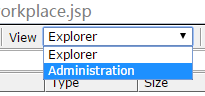 orkplace.jsp
View Explorer
Explorer
Administration
Type Size